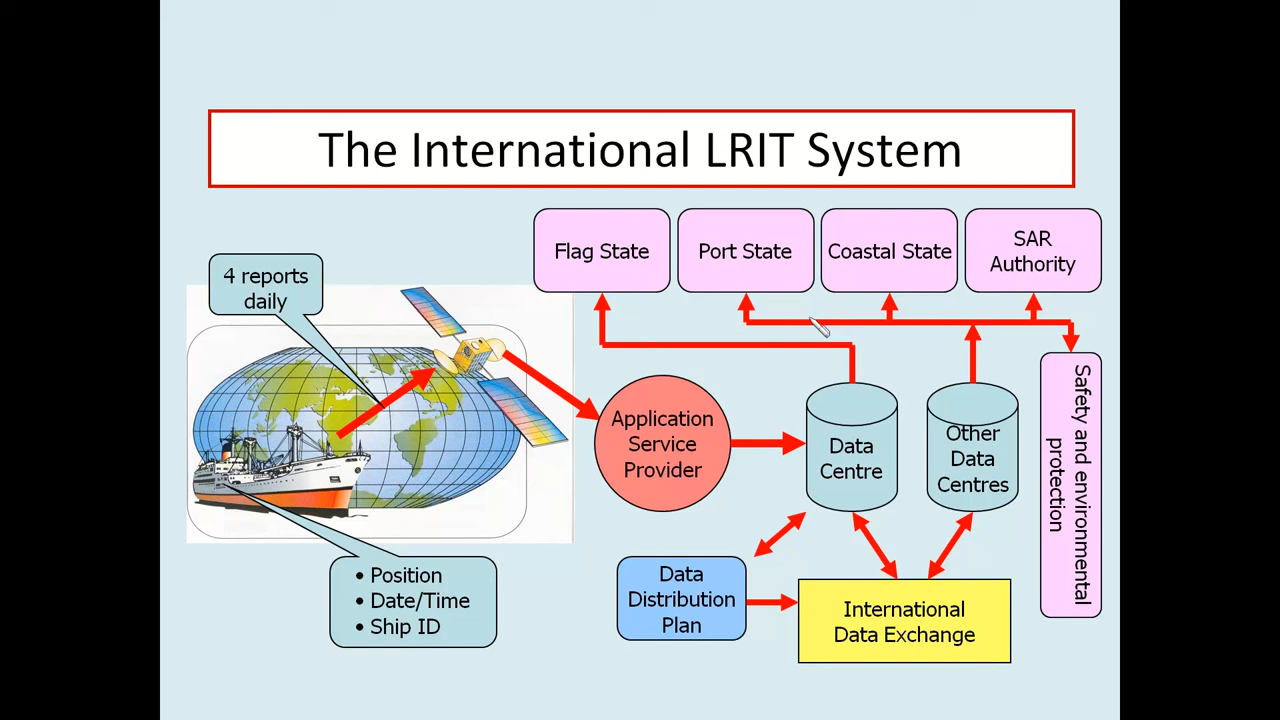 The International LRIT System
Flag State
Port State
Coastal State
SAR
Authority
4 reports
daily
Application
Service
Provider
Data
Centre
Other
Data
Centres
Safety and environmental
protection
• Position
• Date/Time
• Ship ID
Data
Distribution
Plan
International
Data Exchange